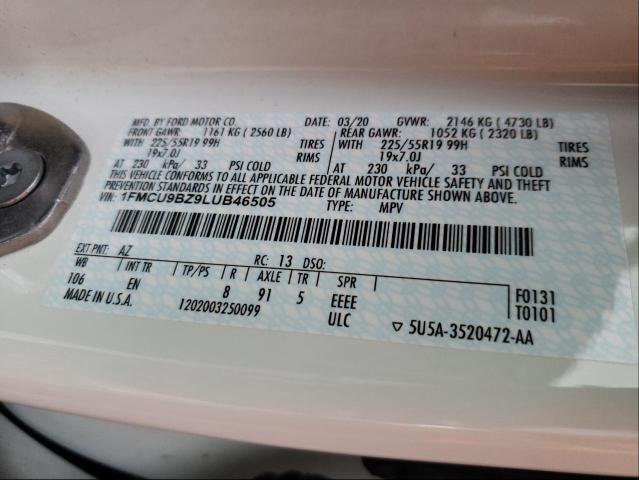 MFD. BY FORD MOTOR CO. DATE: 03/20 GVWR: 2146 KG ( 4730 LB)
FRONT GAWR: 1161 KG ( 2560 LB) REAR GAWR: 1052 KG ( 2320 LB)
WITH 225/55R19 99H TIRES WITH 225/55R19 99H TIRES
19x7.0J RIMS 19x7.0J RIMS
AT 230 kPa/ 33 PSI COLD AT 230 kPa/ 33 PSI COLD
THIS VEHICLE CONFORMS TO ALL APPLICABLE FEDERAL MOTOR VEHICLE SAFETY AND THEFT
PREVENTION STANDARDS IN EFFECT ON THE DATE OF MANUFACTURE SHOWN ABOVE.
VIN: 1FMCU9BZ9LUB46505 TYPE: MPV
EXT PNT: AZ RC: 13 DSO:
WB INT TR TP/PS R AXLE TR SPR
106 EN 8 91 5 EEEE F0131
MADE IN U.S.A. 1202003250099 ULC T0101
▽ 5U5A-3520472-AA